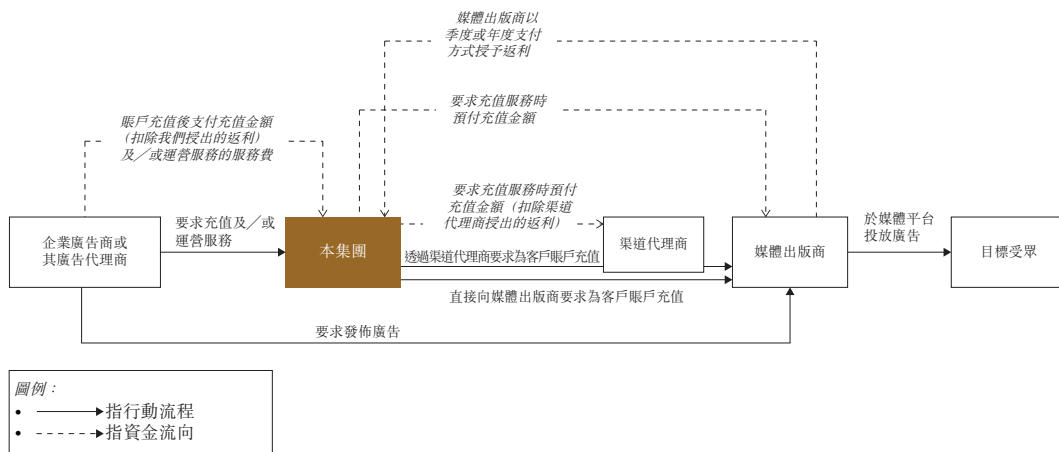 媒體出版商以
季度或年度支付
方式授予返利
要求充值服務時
預付充值金額
賬戶充值後支付充值金額
（扣除我們授出的返利）
及／或運營服務的服務費
要求充值服務時預付
充值金額（扣除渠道
代理商授出的返利）
企業廣告商或
其廣告代理商
要求充值及／或
運營服務
本集團
渠道代理商
媒體出版商
於媒體平台
投放廣告
目標受眾
透過渠道代理商要求為客戶賬戶充值
直接向媒體出版商要求為客戶賬戶充值
要求發佈廣告
圖例：
• 指行動流程
• 指資金流向